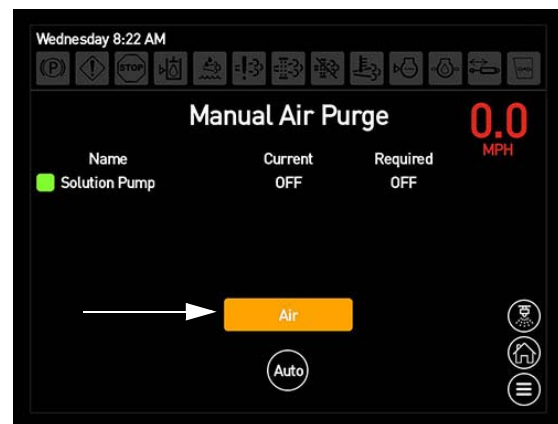 Wednesday 8:22 AM
(P) STOP
Manual Air Purge
0.0
MPH
Name Current Required
Solution Pump OFF OFF
Air
Auto